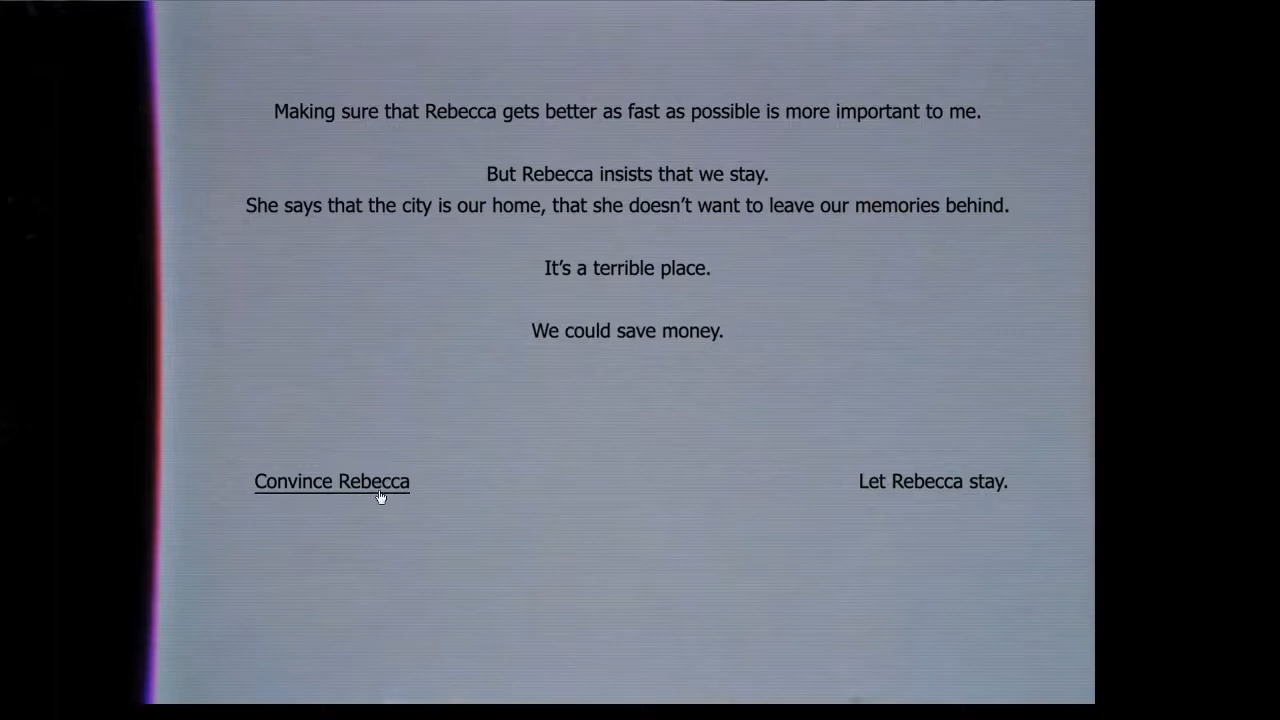 Making sure that Rebecca gets better as fast as possible is more important to me.
But Rebecca insists that we stay.
She says that the city is our home, that she doesn’t want to leave our memories behind.
It’s a terrible place.
We could save money.
Convince Rebecca
Let Rebecca stay.